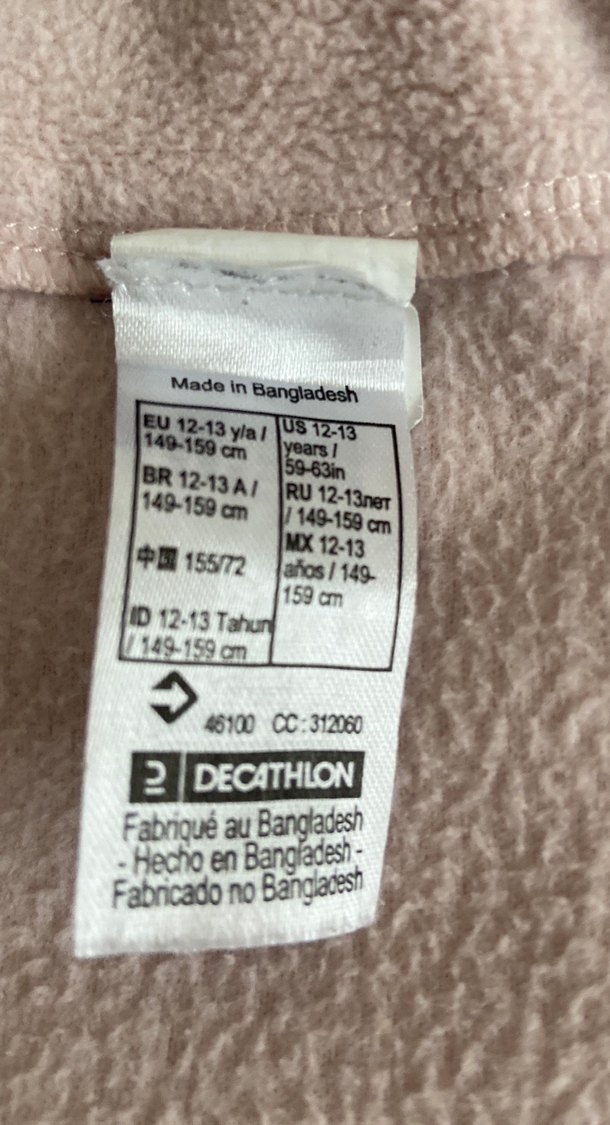 Made in Bangladesh
EU 12-13 y/a /
149-159 cm
BR 12-13 A /
149-159 cm
中国 155/72
ID 12-13 Tahun
/ 149-159 cm
US 12-13
years /
59-63in
RU 12-13лет
/ 149-159 cm
MX 12-13
años / 149-
159 cm
46100 CC : 312060
DECATHLON
Fabriqué au Bangladesh
- Hecho en Bangladesh -
Fabricado no Bangladesh